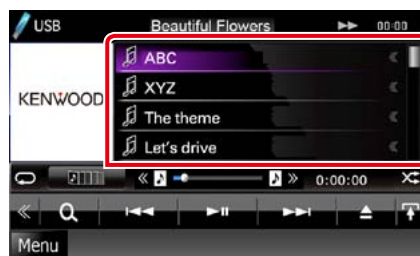 USB Beautiful Flowers 00:00
ABC
KENWOOD
XYZ
The theme
Let's drive
0:00:00
Menu